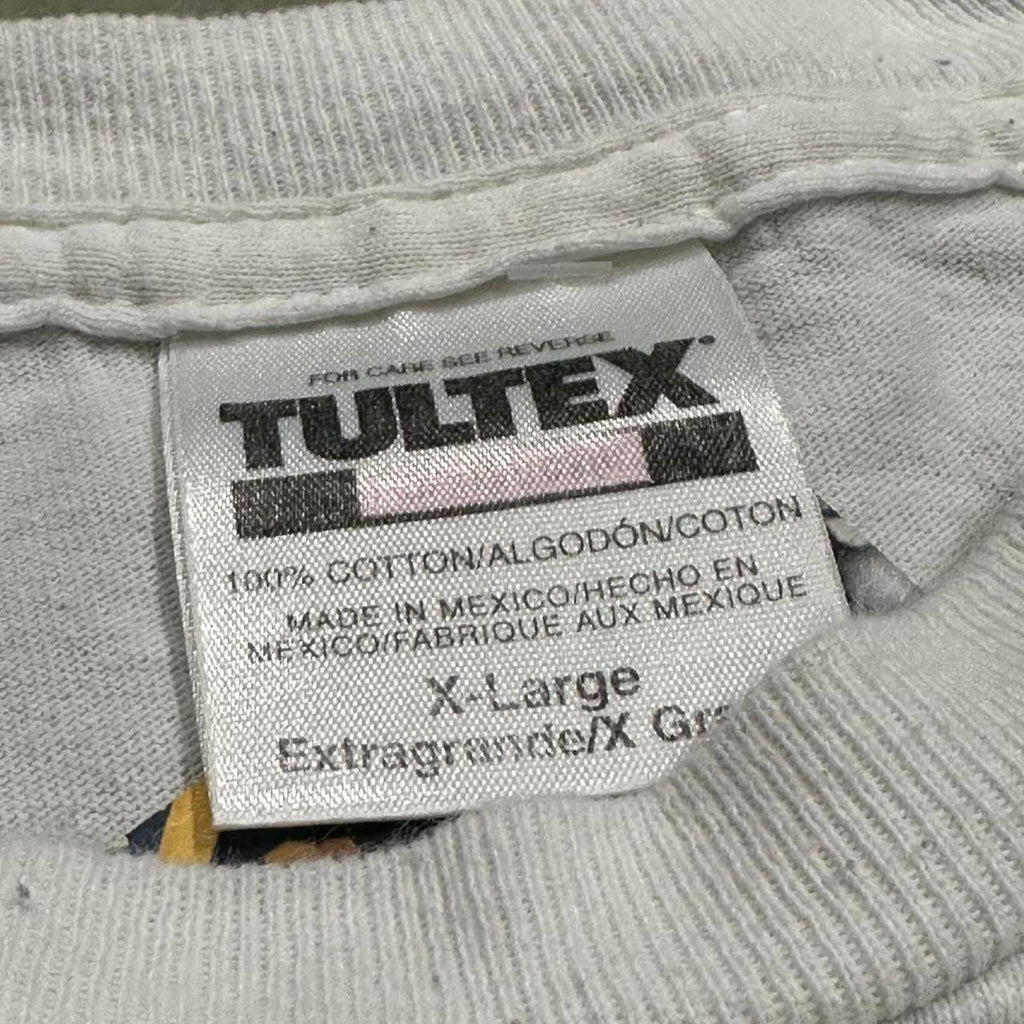 FOR CARE SEE REVERSE
TULTEX
100% COTTON/ALGODÓN/COTON
MADE IN MEXICO/HECHO EN
MEXICO/FABRIQUE AUX MEXIQUE
X-Large
Extragrande/X